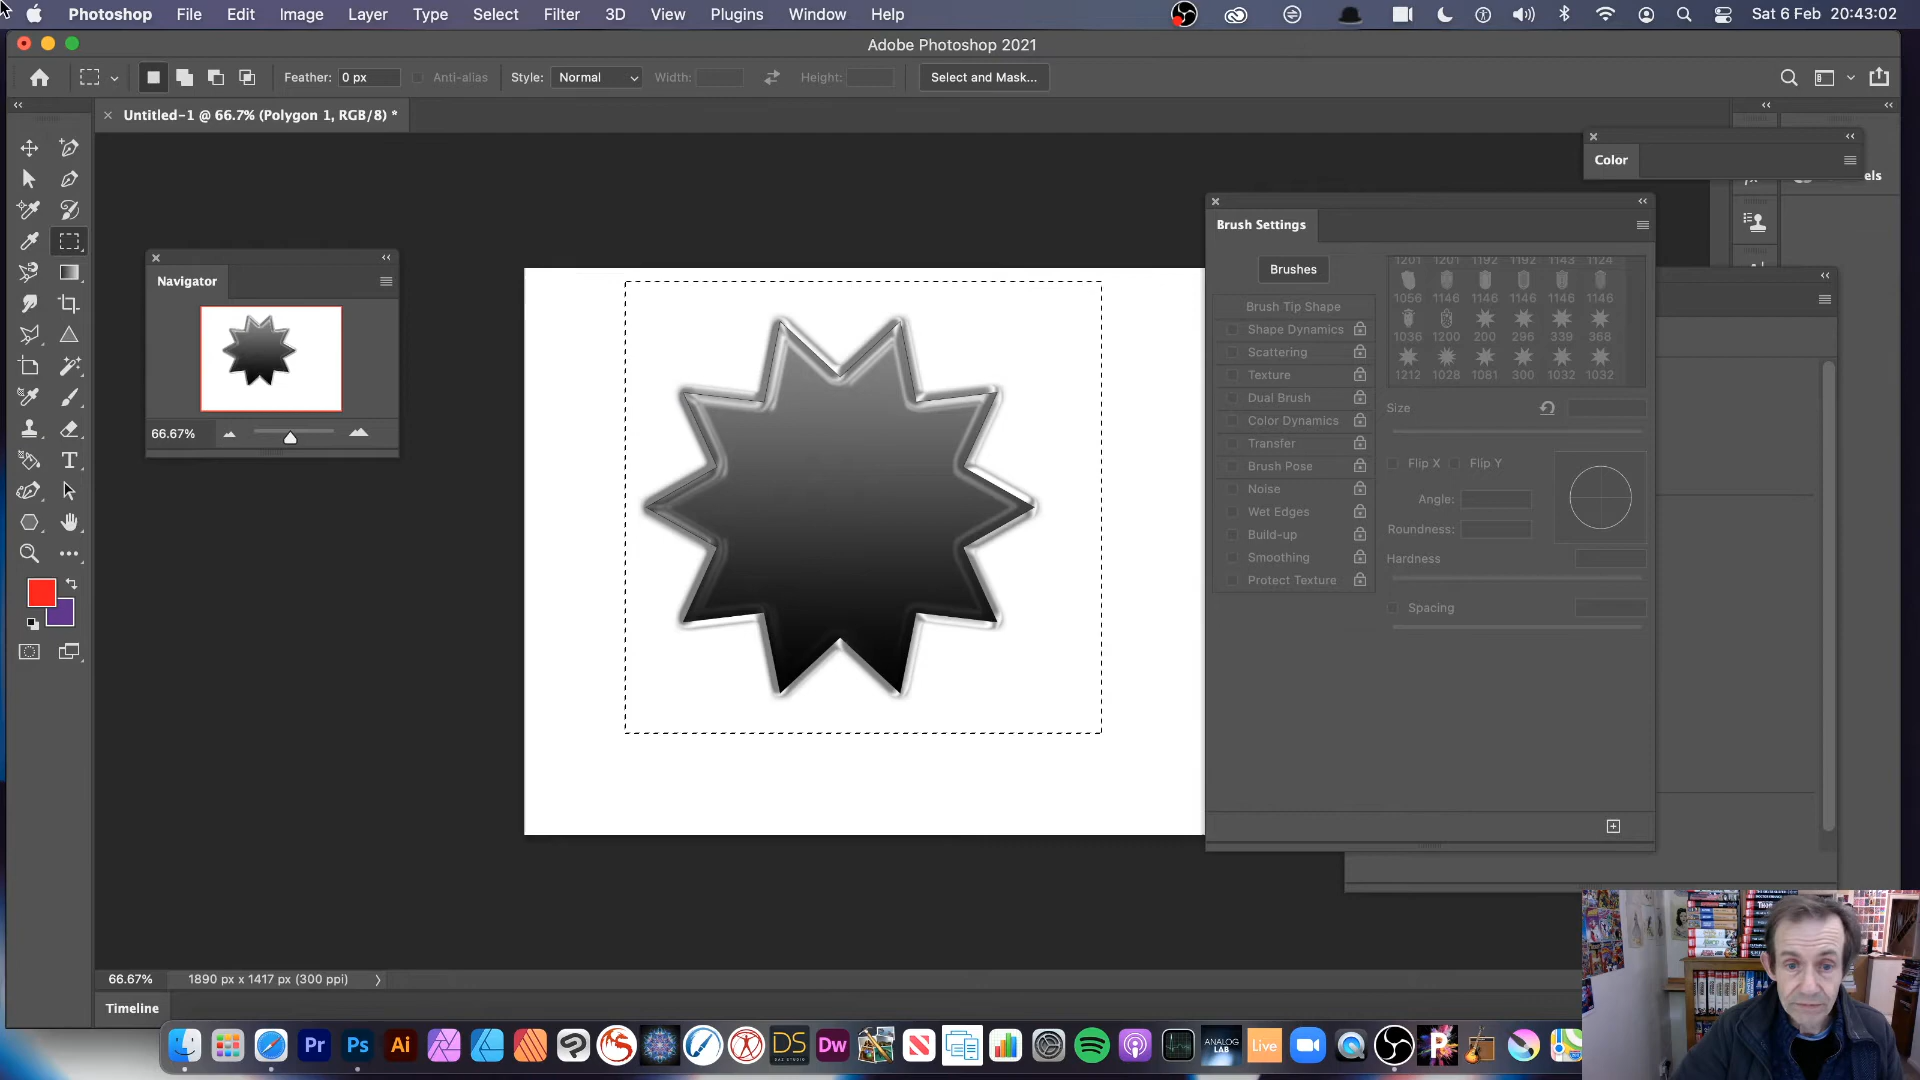 Photoshop File Edit Image Layer Type Select Filter 3D View Plugins Window Help Sat 6 Feb 20:43:02
Adobe Photoshop 2021
Feather: 0 px Anti-alias Style: Normal Width: Height: Select and Mask...
Untitled-1 @ 66.7% (Polygon 1, RGB/8) *
Color
els
Navigator
66.67%
Brush Settings
Brushes
Brush Tip Shape
Shape Dynamics
Scattering
Texture
Dual Brush
Color Dynamics
Transfer
Brush Pose
Noise
Wet Edges
Build-up
Smoothing
Protect Texture
1201 1201 1192 1192 1143 1124
1056 1146 1146 1146 1146 1146
1036 1200 200 296 339 368
1212 1028 1081 300 1032 1032
Size
Flip X Flip Y
Angle:
Roundness:
Hardness
Spacing
T
66.67% 1890 px x 1417 px (300 ppi)
Timeline
Pr Ps Ai DS Dw ANALOG LAB Live P